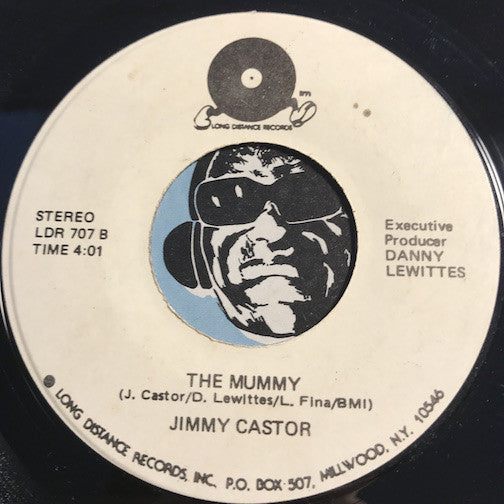 LONG DISTANCE RECORDS
STEREO
LDR 707 B
TIME 4:01
Executive
Producer
DANNY
LEWITTES
THE MUMMY
(J. Castor/D. Lewittes/L. Fina/BMI)
JIMMY CASTOR
LONG DISTANCE RECORDS, INC. P.O. BOX 507, MILLWOOD, N.Y. 10546